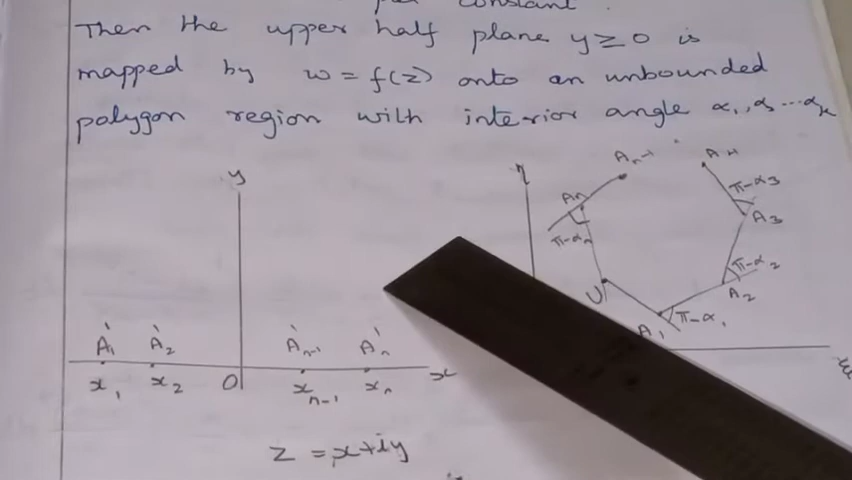 constant.
Then the upper half plane y ≥ 0 is
mapped by w = f(z) onto an unbounded
polygon region with interior angle α₁, α₂ ... αₙ
y
A'₁ A'₂ A'ₙ₋₁ A'ₙ
x₁ x₂ O xₙ₋₁ xₙ x
z = x+iy
η
Aₙ₋₁ A₄
π-α₃
Aₙ
A₃
π-αₙ
π-α₂
U A₂
A₁ π-α₁
ξ